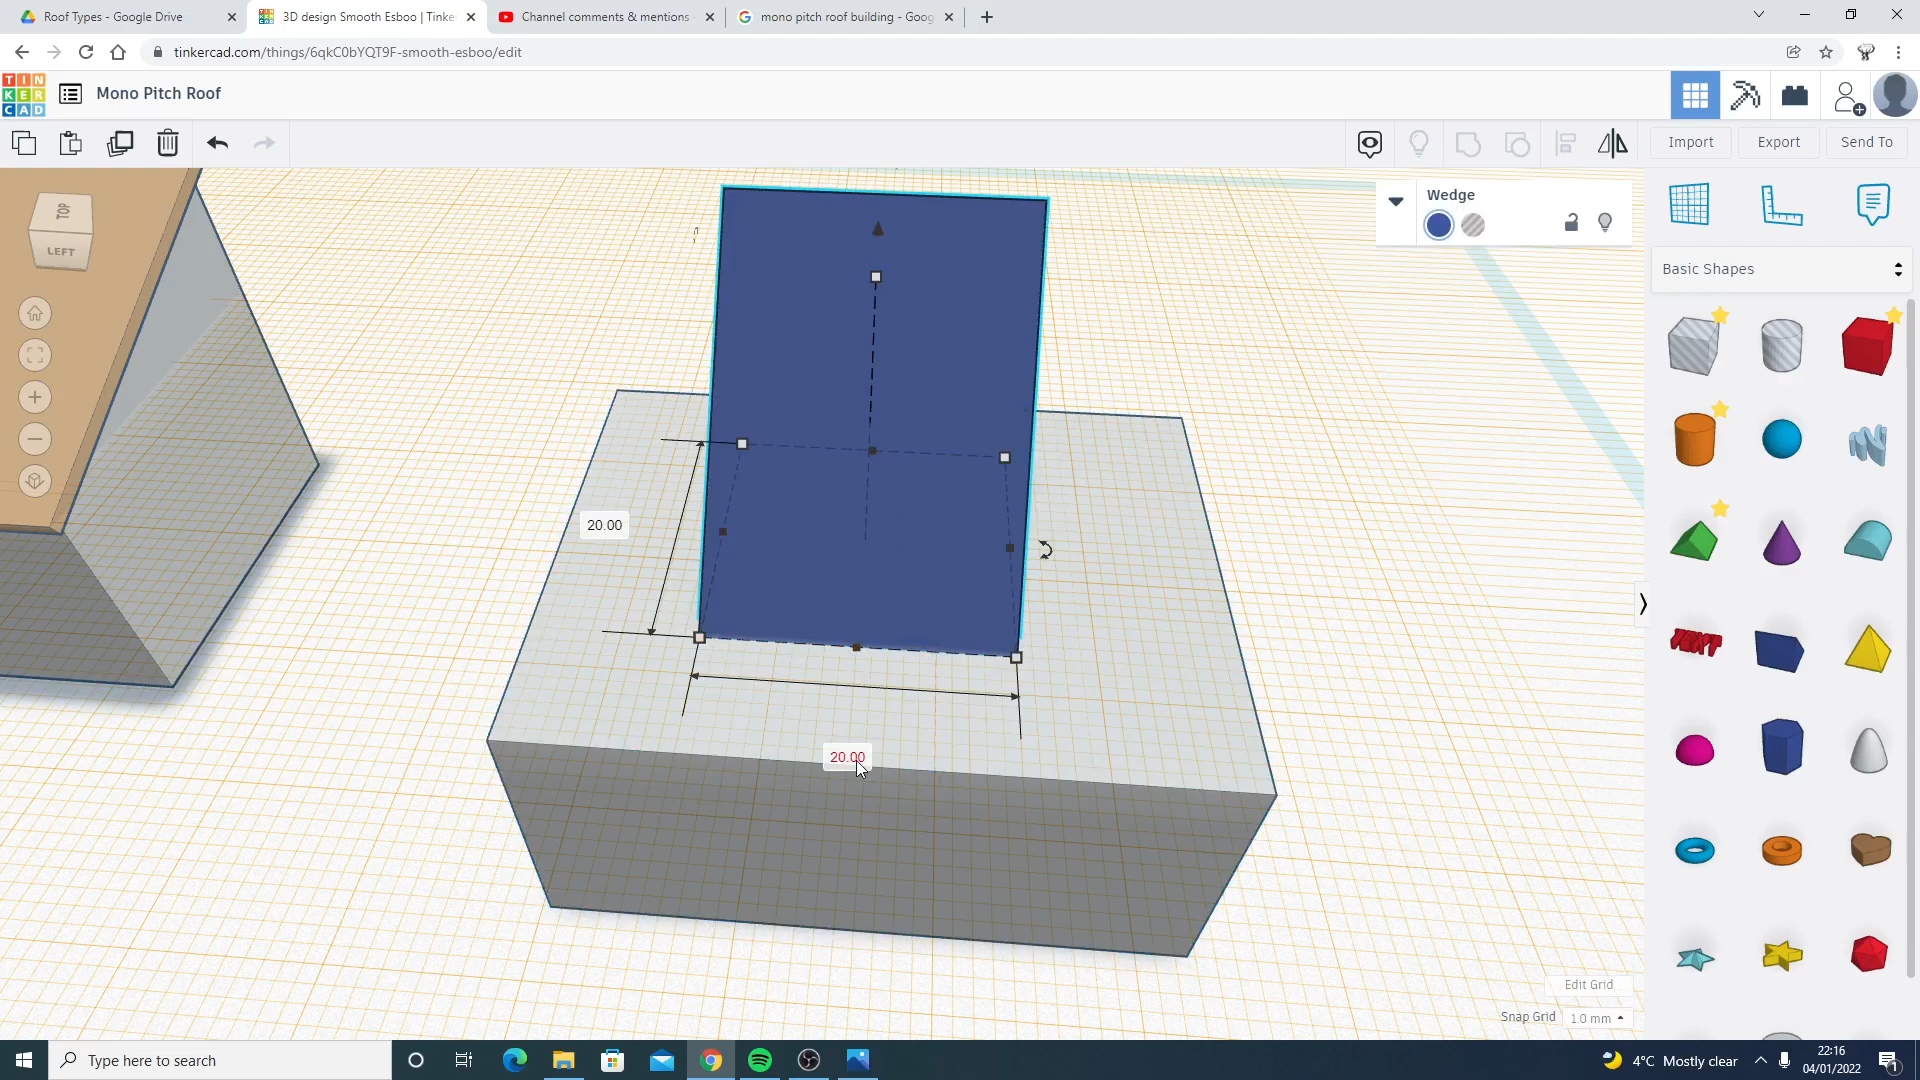 Roof Types - Google Drive
3D design Smooth Esboo | Tinke
Channel comments & mentions -
mono pitch roof building - Goog
tinkercad.com/things/6qkC0bYQT9F-smooth-esboo/edit
TIN
KER
CAD
Mono Pitch Roof
Import
Export
Send To
TOP
LEFT
Wedge
Basic Shapes
20.00
20.00
TEXT
Edit Grid
Snap Grid
1.0 mm
Type here to search
4°C Mostly clear
22:16
04/01/2022
1